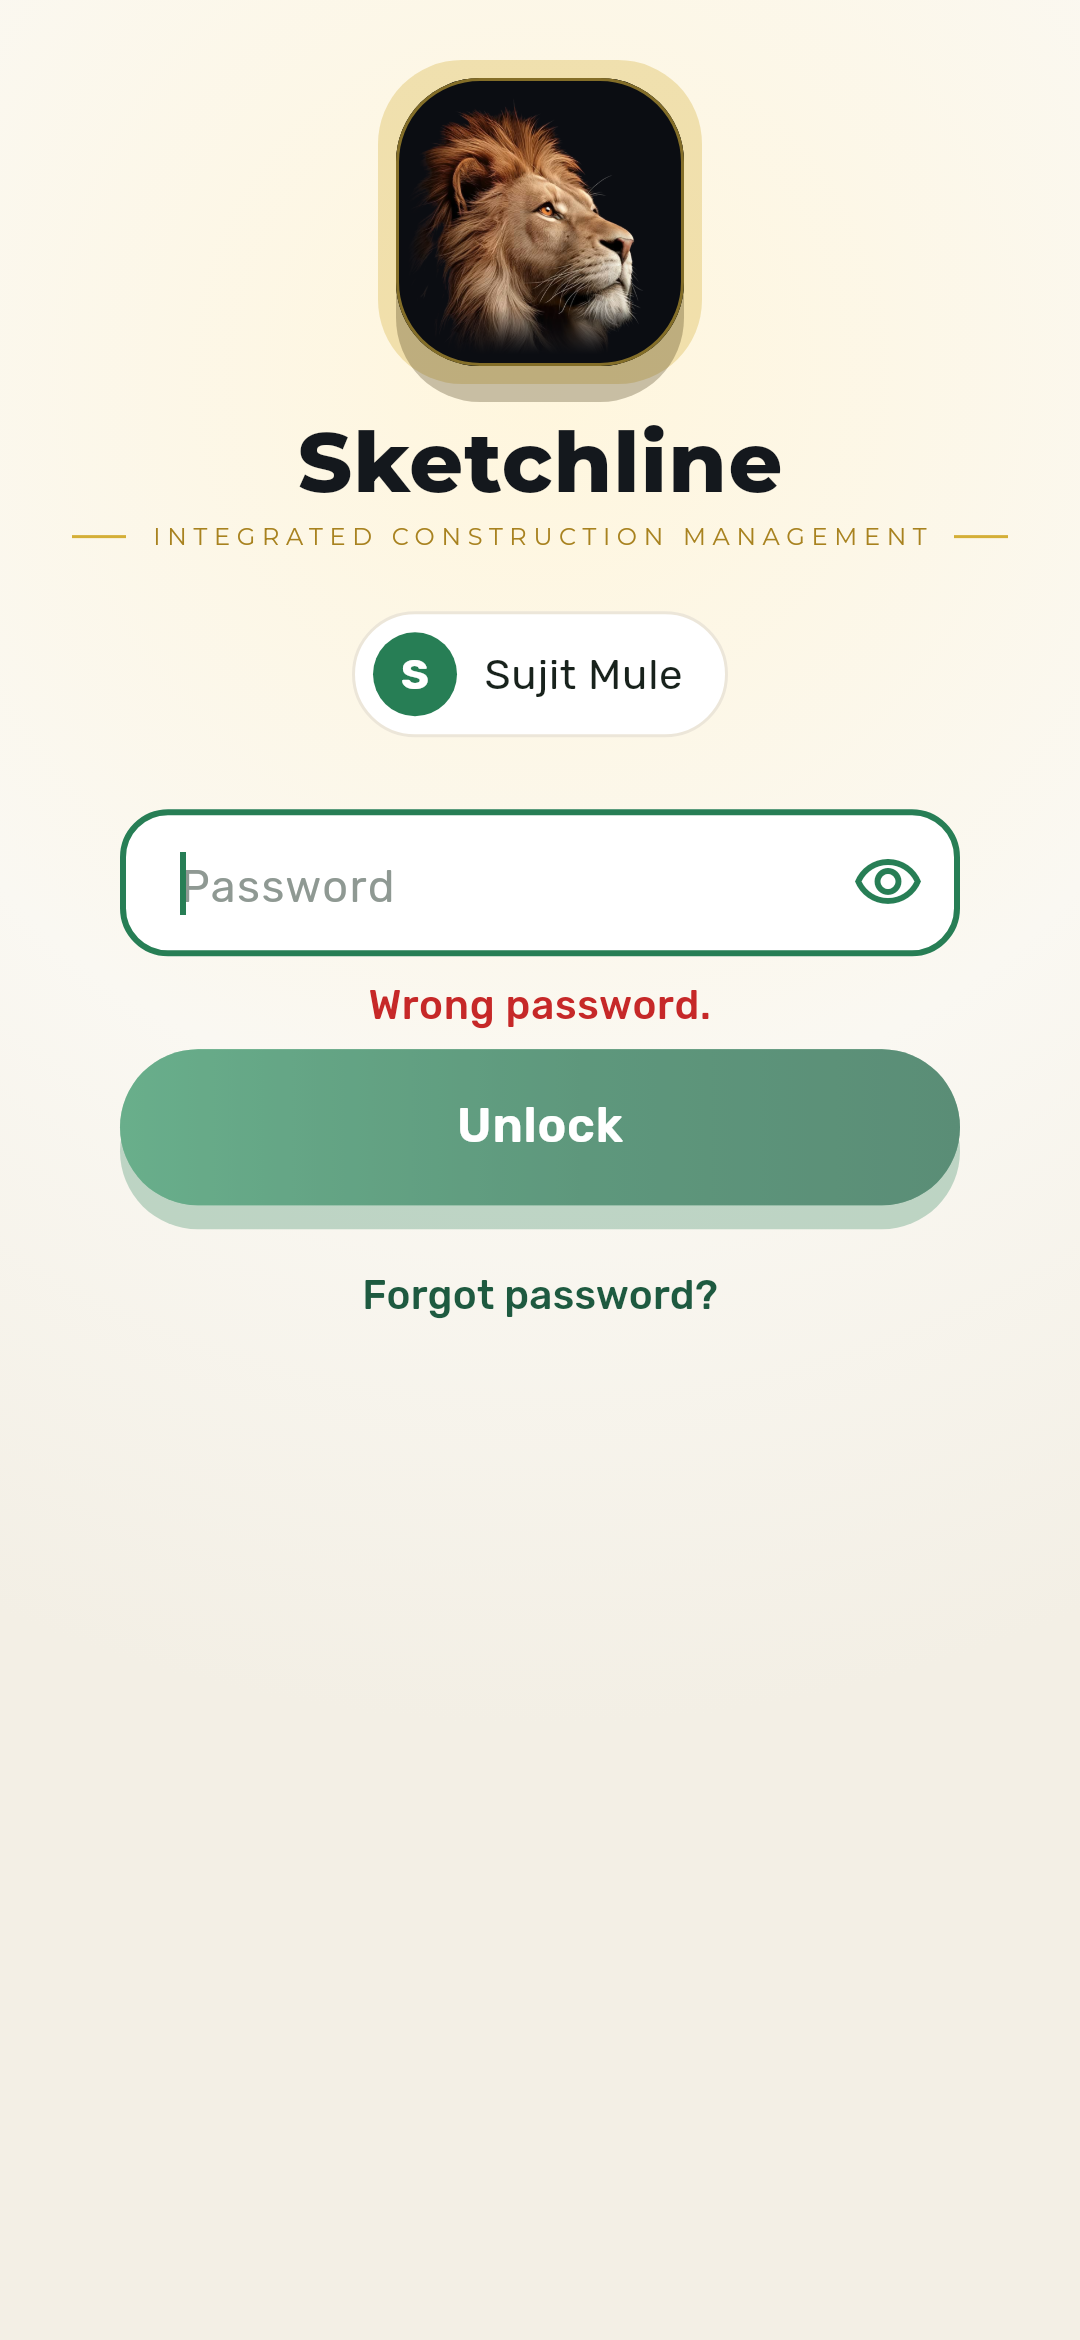 Sketchline
INTEGRATED CONSTRUCTION MANAGEMENT
S Sujit Mule
Password
Wrong password.
Unlock
Forgot password?